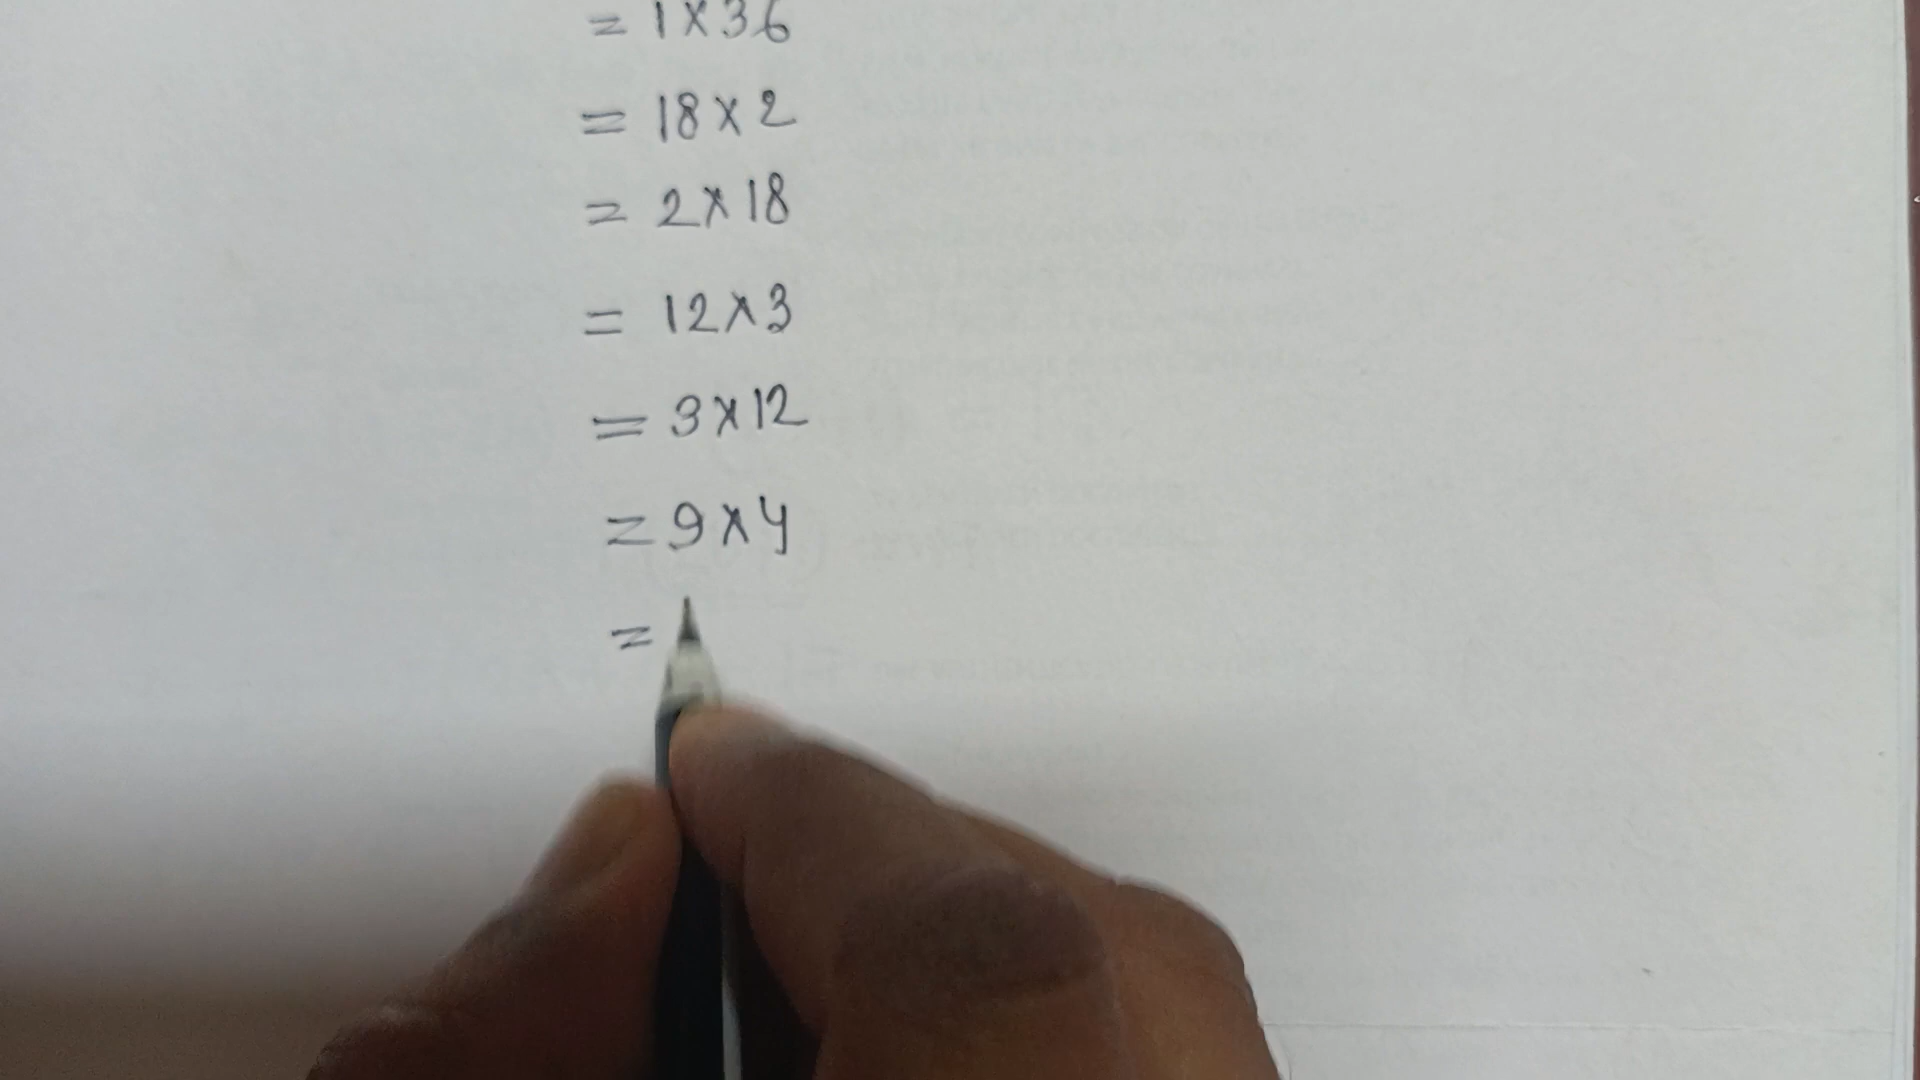 = 1 x 36
= 18 x 2
= 2 x 18
= 12 x 3
= 3 x 12
= 9 x 4
=